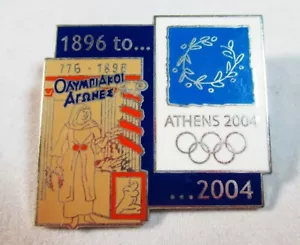 1896 to...
776 - 1896
ΟΛΥΜΠΙΑΚΟΙ
ΑΓΩΝΕΣ
ATHENS 2004
...2004